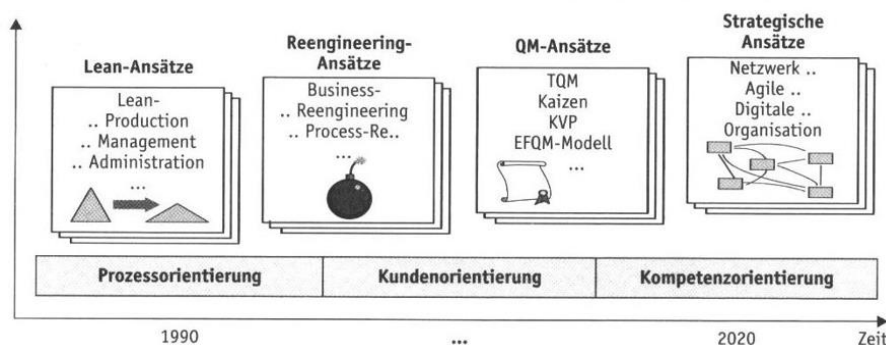 Lean-Ansätze
Lean-
.. Production
.. Management
.. Administration
...
Reengineering-
Ansätze
Business-
.. Reengineering
.. Process-Re..
...
QM-Ansätze
TQM
Kaizen
KVP
EFQM-Modell
...
Strategische
Ansätze
Netzwerk ..
Agile ..
Digitale ..
Organisation
Prozessorientierung
Kundenorientierung
Kompetenzorientierung
1990
...
2020
Zeit